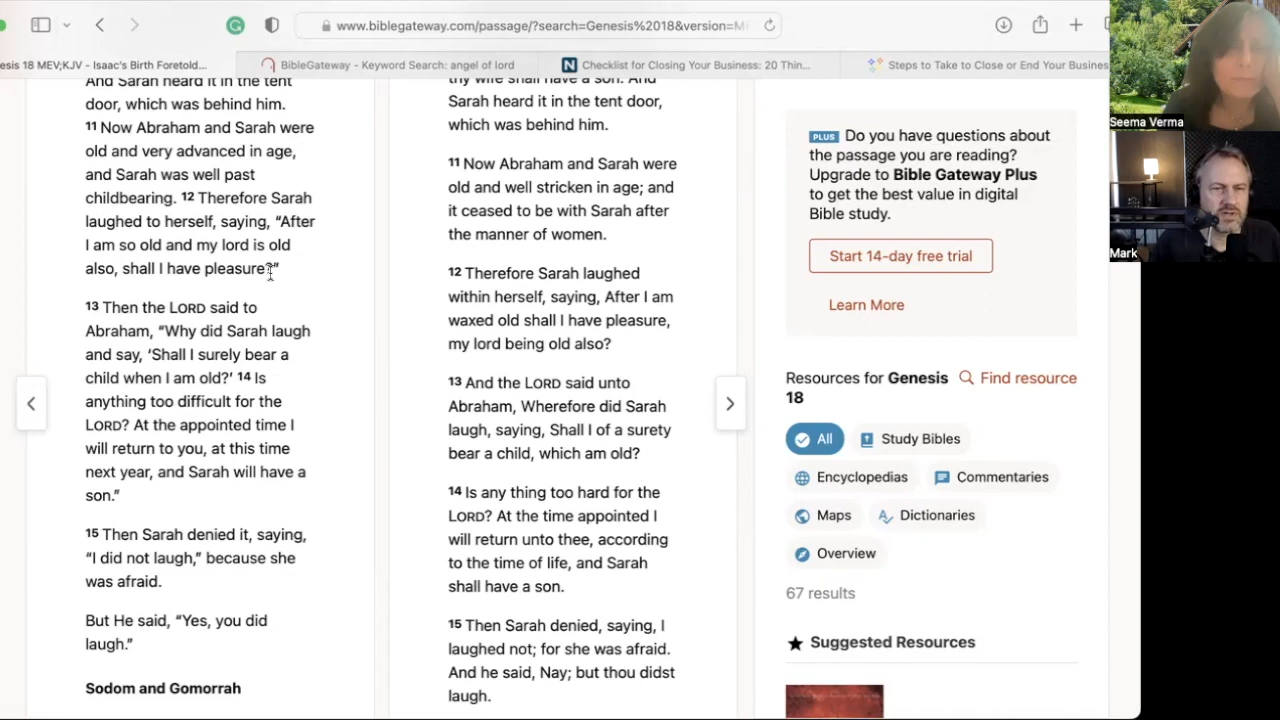 www.biblegateway.com/passage/?search=Genesis%2018&version=M
esis 18 MEV;KJV - Isaac's Birth Foretold...
BibleGateway - Keyword Search: angel of lord
N
Checklist for Closing Your Business: 20 Thin...
Steps to Take to Close or End Your Business
And Sarah heard it in the tent
door, which was behind him.
11 Now Abraham and Sarah were
old and very advanced in age,
and Sarah was well past
childbearing. 12 Therefore Sarah
laughed to herself, saying, “After
I am so old and my lord is old
also, shall I have pleasure?”
13 Then the LORD said to
Abraham, “Why did Sarah laugh
and say, ‘Shall I surely bear a
child when I am old?’ 14 Is
anything too difficult for the
LORD? At the appointed time I
will return to you, at this time
next year, and Sarah will have a
son.”
15 Then Sarah denied it, saying,
“I did not laugh,” because she
was afraid.
But He said, “Yes, you did
laugh.”
Sodom and Gomorrah
thy wife shall have a son. And
Sarah heard it in the tent door,
which was behind him.
11 Now Abraham and Sarah were
old and well stricken in age; and
it ceased to be with Sarah after
the manner of women.
12 Therefore Sarah laughed
within herself, saying, After I am
waxed old shall I have pleasure,
my lord being old also?
13 And the LORD said unto
Abraham, Wherefore did Sarah
laugh, saying, Shall I of a surety
bear a child, which am old?
14 Is any thing too hard for the
LORD? At the time appointed I
will return unto thee, according
to the time of life, and Sarah
shall have a son.
15 Then Sarah denied, saying, I
laughed not; for she was afraid.
And he said, Nay; but thou didst
laugh.
PLUS Do you have questions about
the passage you are reading?
Upgrade to Bible Gateway Plus
to get the best value in digital
Bible study.
Start 14-day free trial
Learn More
Resources for Genesis
18
Find resource
All
Study Bibles
Encyclopedias
Commentaries
Maps
Dictionaries
Overview
67 results
Suggested Resources
Seema Verma
Mark